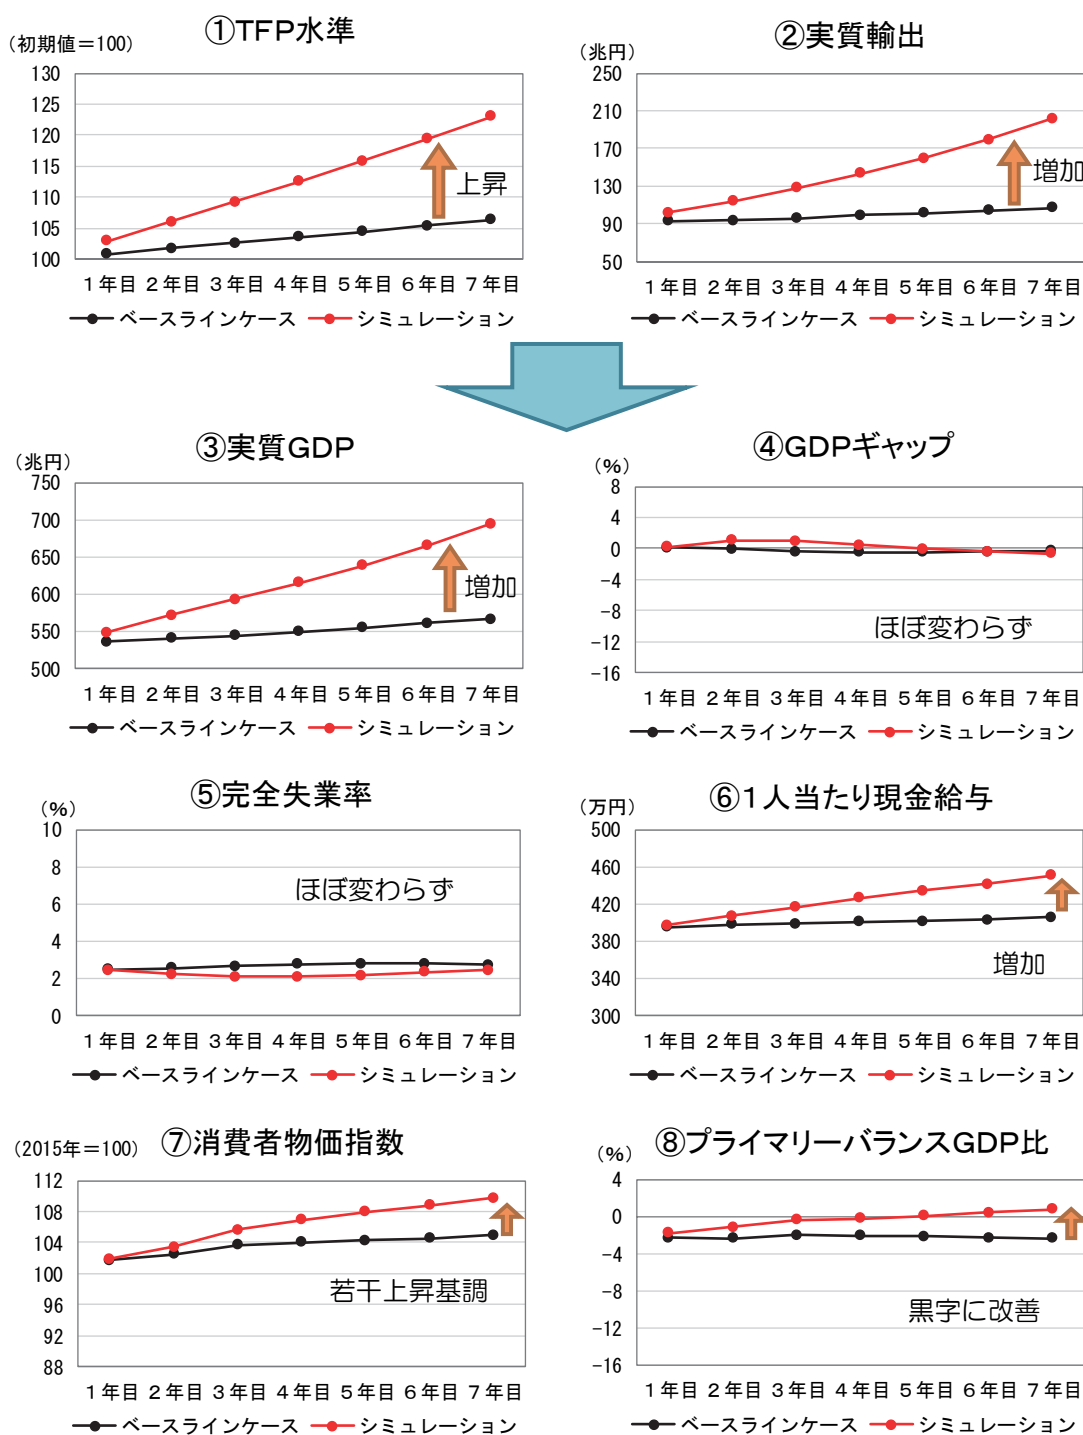 ①TFP水準
（初期値＝100）
130
125
120
115
110
105
100
上昇
1年目 2年目 3年目 4年目 5年目 6年目 7年目
ベースラインケース シミュレーション
②実質輸出
（兆円）
250
210
170
130
90
50
増加
1年目 2年目 3年目 4年目 5年目 6年目 7年目
ベースラインケース シミュレーション
③実質GDP
（兆円）
750
700
650
600
550
500
増加
1年目 2年目 3年目 4年目 5年目 6年目 7年目
ベースラインケース シミュレーション
④GDPギャップ
（%）
8
4
0
−4
−8
−12
−16
ほぼ変わらず
1年目 2年目 3年目 4年目 5年目 6年目 7年目
ベースラインケース シミュレーション
⑤完全失業率
（%）
10
8
6
4
2
0
ほぼ変わらず
1年目 2年目 3年目 4年目 5年目 6年目 7年目
ベースラインケース シミュレーション
⑥1人当たり現金給与
（万円）
500
460
420
380
340
300
増加
1年目 2年目 3年目 4年目 5年目 6年目 7年目
ベースラインケース シミュレーション
⑦消費者物価指数
（2015年＝100）
112
108
104
100
96
92
88
若干上昇基調
1年目 2年目 3年目 4年目 5年目 6年目 7年目
ベースラインケース シミュレーション
⑧プライマリーバランスGDP比
（%）
4
0
−4
−8
−12
−16
黒字に改善
1年目 2年目 3年目 4年目 5年目 6年目 7年目
ベースラインケース シミュレーション